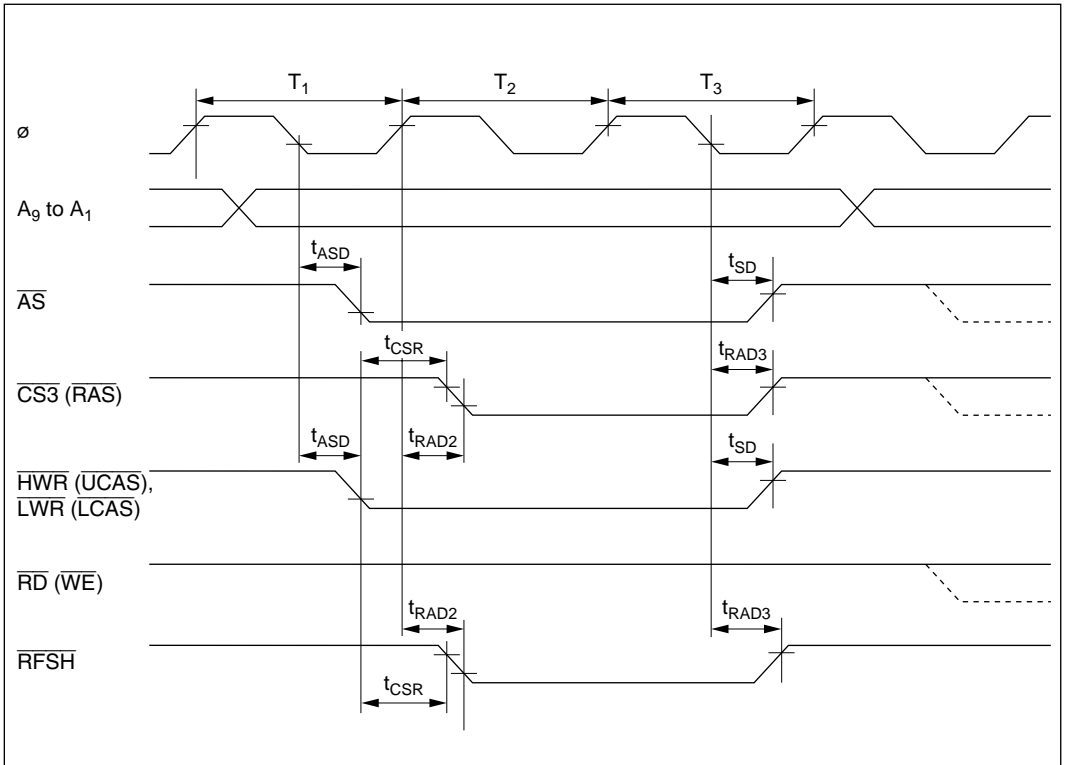 T1 T2 T3
ø
A9 to A1
tASD tSD
AS
tCSR tRAD3
CS3 (RAS)
tASD tRAD2 tSD
HWR (UCAS),
LWR (LCAS)
RD (WE)
tRAD2 tRAD3
RFSH
tCSR